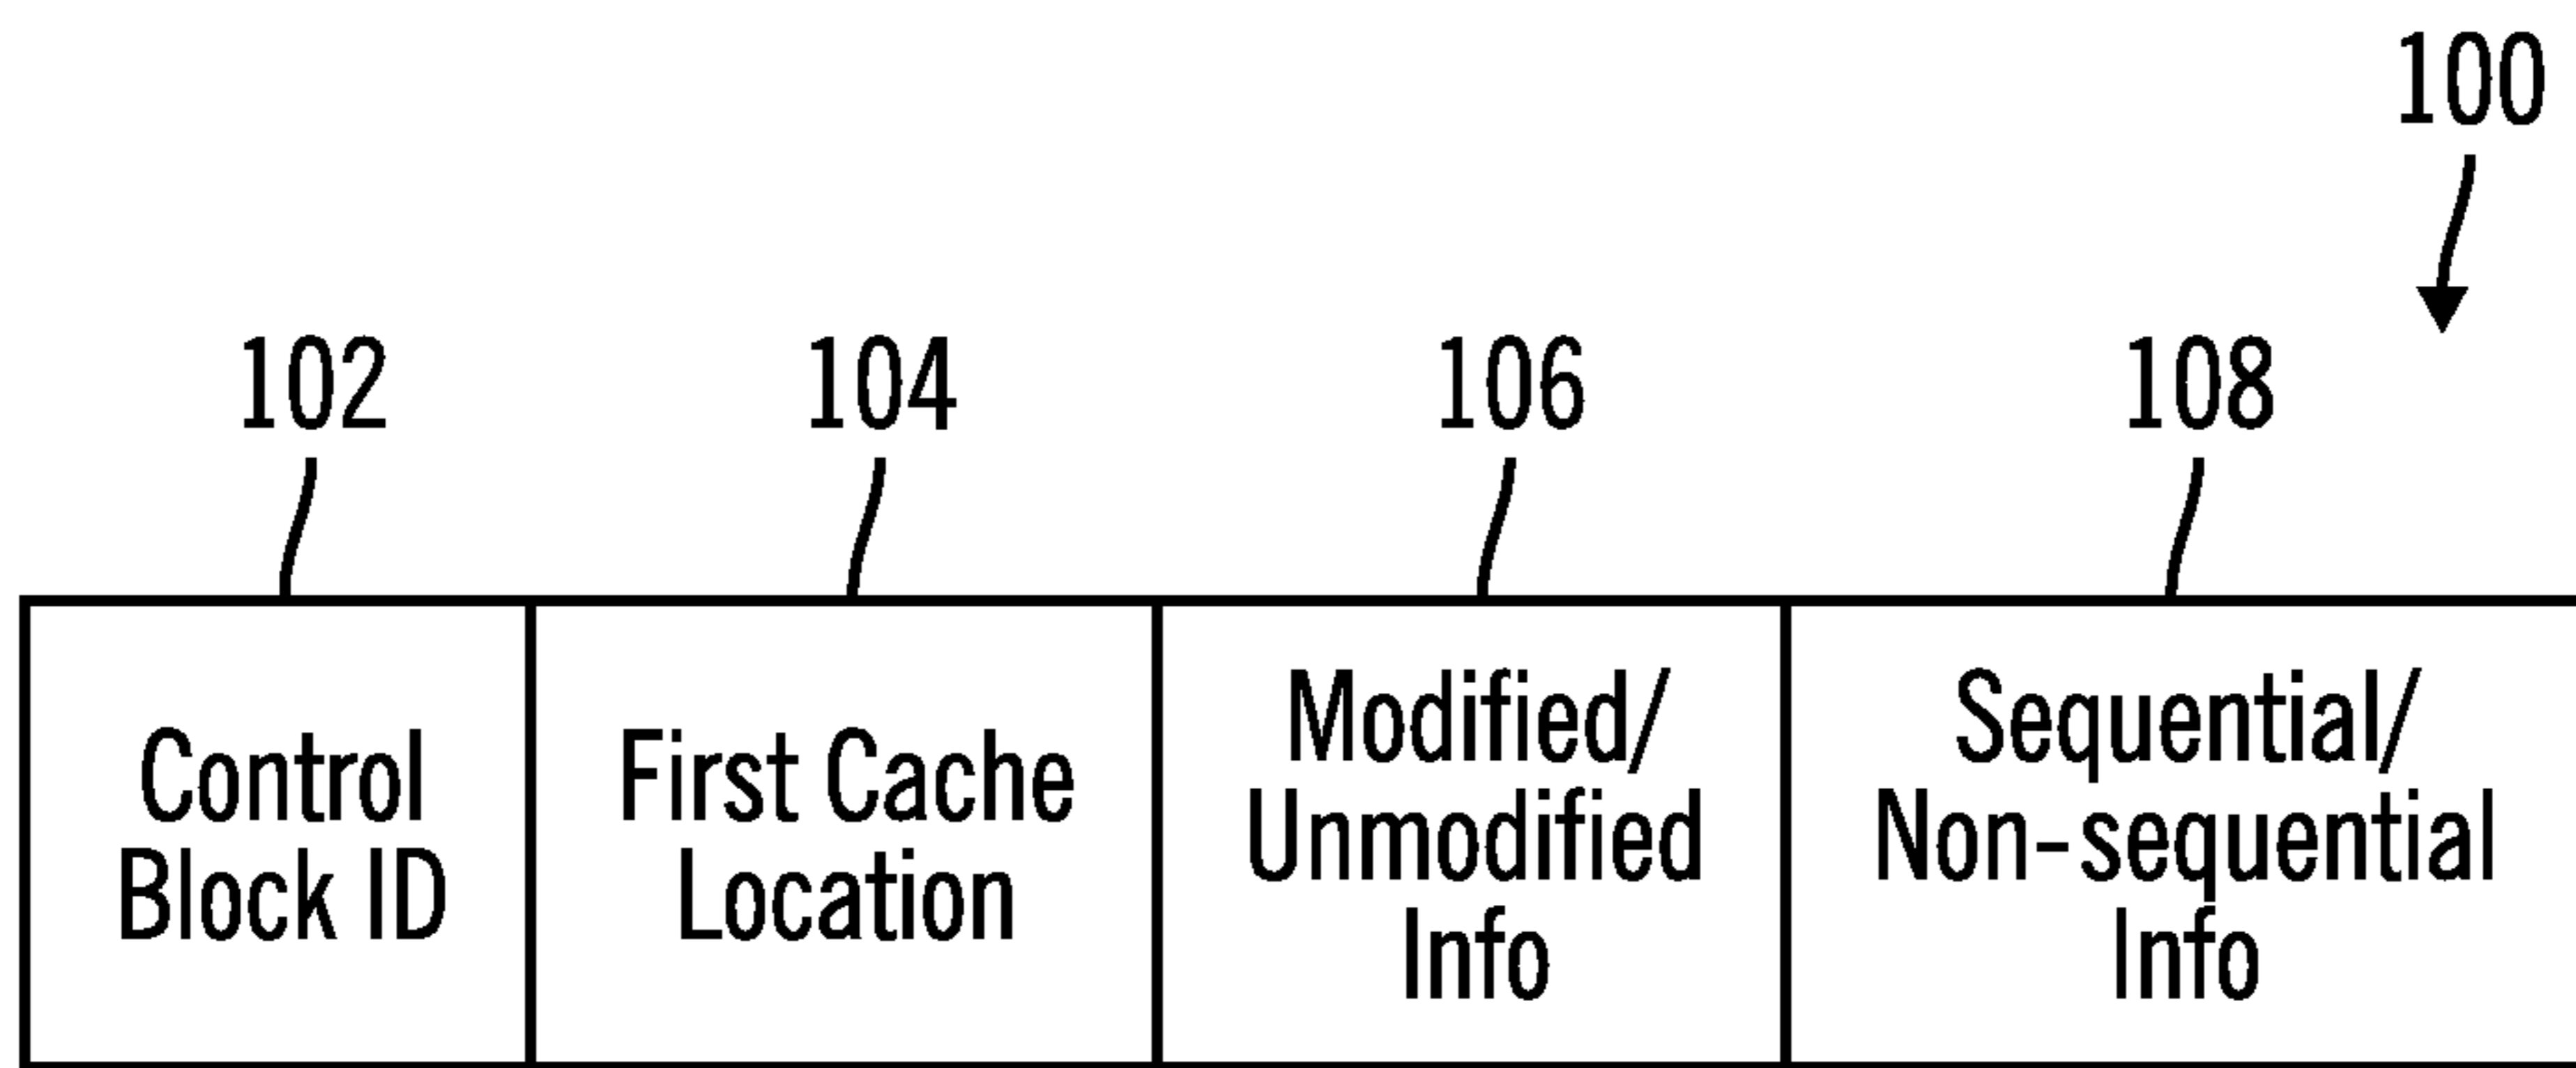 100
102 104 106 108
Control
Block ID
First Cache
Location
Modified/
Unmodified
Info
Sequential/
Non-sequential
Info